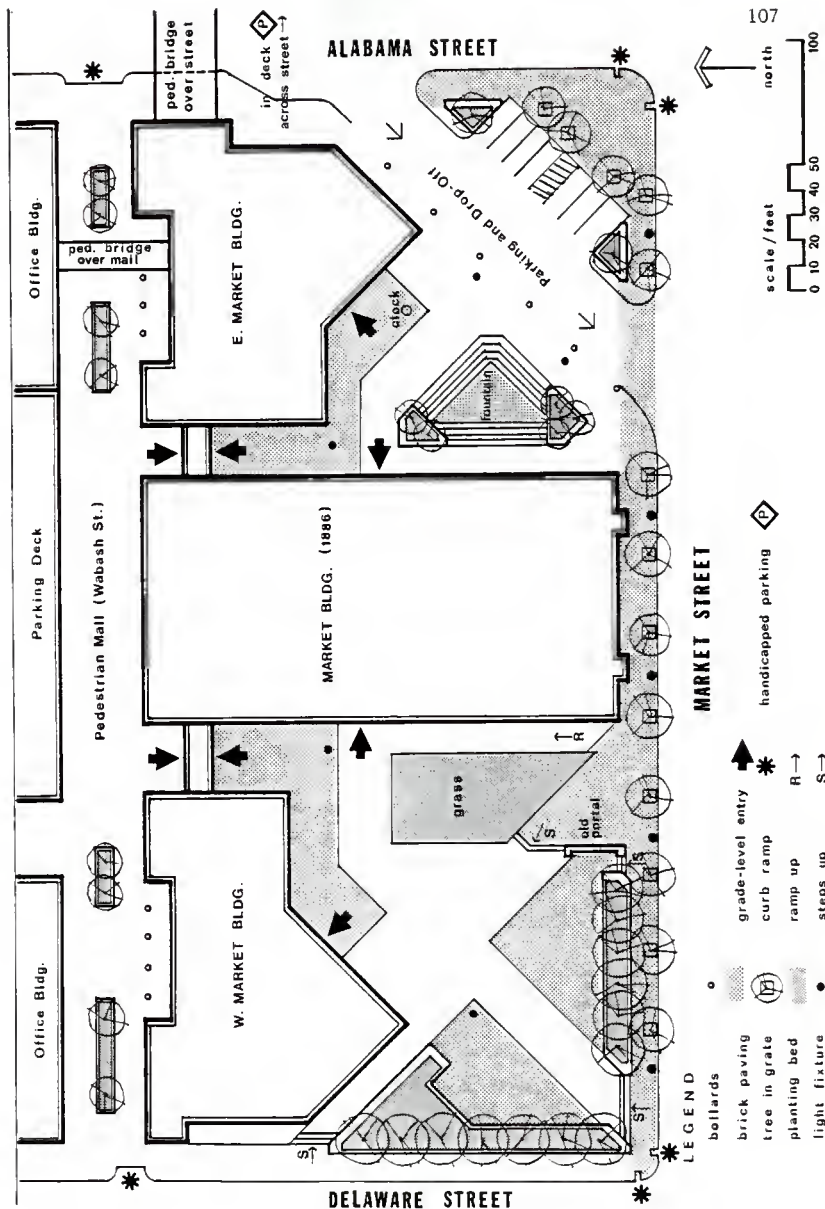 107
Office Bldg.
Parking Deck
Office Bldg.
Pedestrian Mall (Wabash St.)
ped. bridge
over mall
ped. bridge
over street
P
in deck
across street →
W. MARKET BLDG.
MARKET BLDG. (1886)
E. MARKET BLDG.
clock
fountain
Parking and Drop-Off
grass
old
portal
R →
S →
S →
S →
S →
DELAWARE STREET
MARKET STREET
ALABAMA STREET
LEGEND
bollards
brick paving
tree in grate
planting bed
light fixture
grade-level entry
curb ramp
ramp up R →
steps up S →
handicapped parking P
scale/feet
0 10 20 30 40 50 100
north